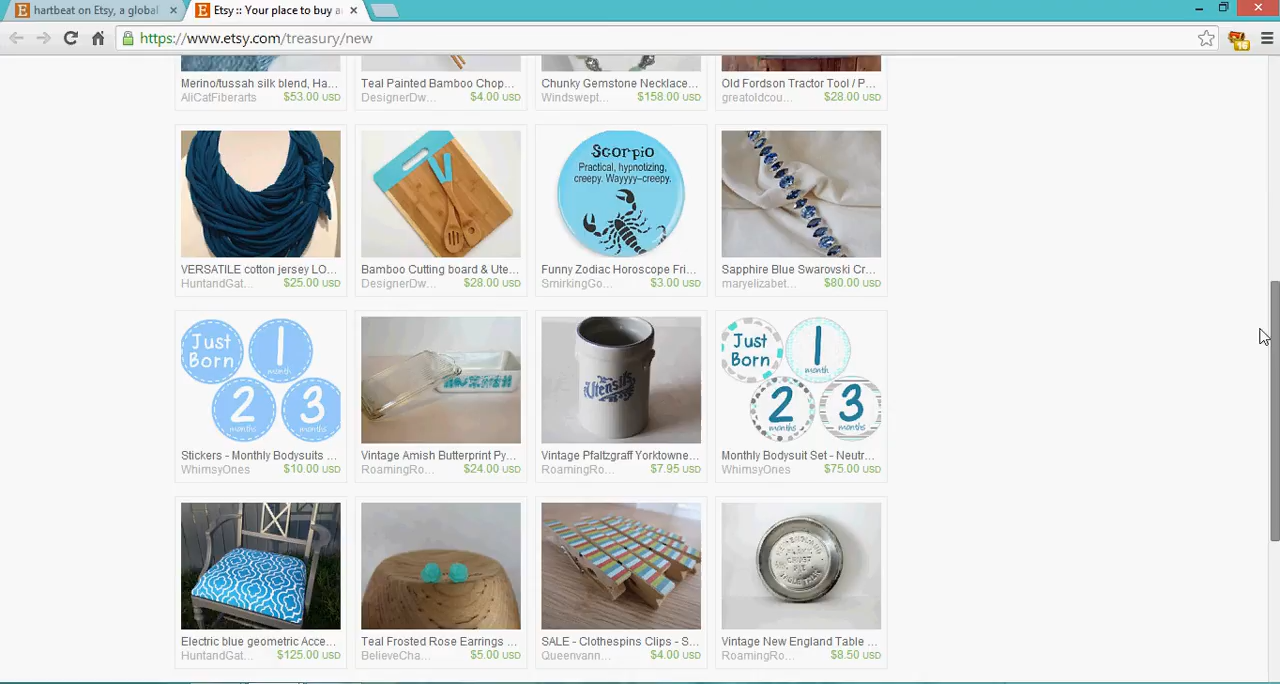 hartbeat on Etsy, a global
Etsy :: Your place to buy a
https://www.etsy.com/treasury/new
16
Merino/tussah silk blend, Ha...
AliCatFiberarts $53.00 USD
Teal Painted Bamboo Chop...
DesignerDw... $4.00 USD
Chunky Gemstone Necklace...
Windswept... $158.00 USD
Old Fordson Tractor Tool / P...
greatoldcou... $28.00 USD
Scorpio
Practical, hypnotizing,
creepy. Wayyyy-creepy.
VERSATILE cotton jersey LO...
HuntandGat... $25.00 USD
Bamboo Cutting board & Ute...
DesignerDw... $28.00 USD
Funny Zodiac Horoscope Fri...
SmirkingGo... $3.00 USD
Sapphire Blue Swarovski Cr...
maryelizabet... $80.00 USD
Just
Born
1
month
2
months
3
months
Utensils
Just
Born
1
month
2
months
3
months
Stickers - Monthly Bodysuits ...
WhimsyOnes $10.00 USD
Vintage Amish Butterprint Py...
RoamingRo... $24.00 USD
Vintage Pfaltzgraff Yorktowne...
RoamingRo... $7.95 USD
Monthly Bodysuit Set - Neutr...
WhimsyOnes $75.00 USD
Electric blue geometric Acce...
HuntandGat... $125.00 USD
Teal Frosted Rose Earrings ...
BelieveCha... $5.00 USD
SALE - Clothespins Clips - S...
Queenvann... $4.00 USD
Vintage New England Table ...
RoamingRo... $8.50 USD